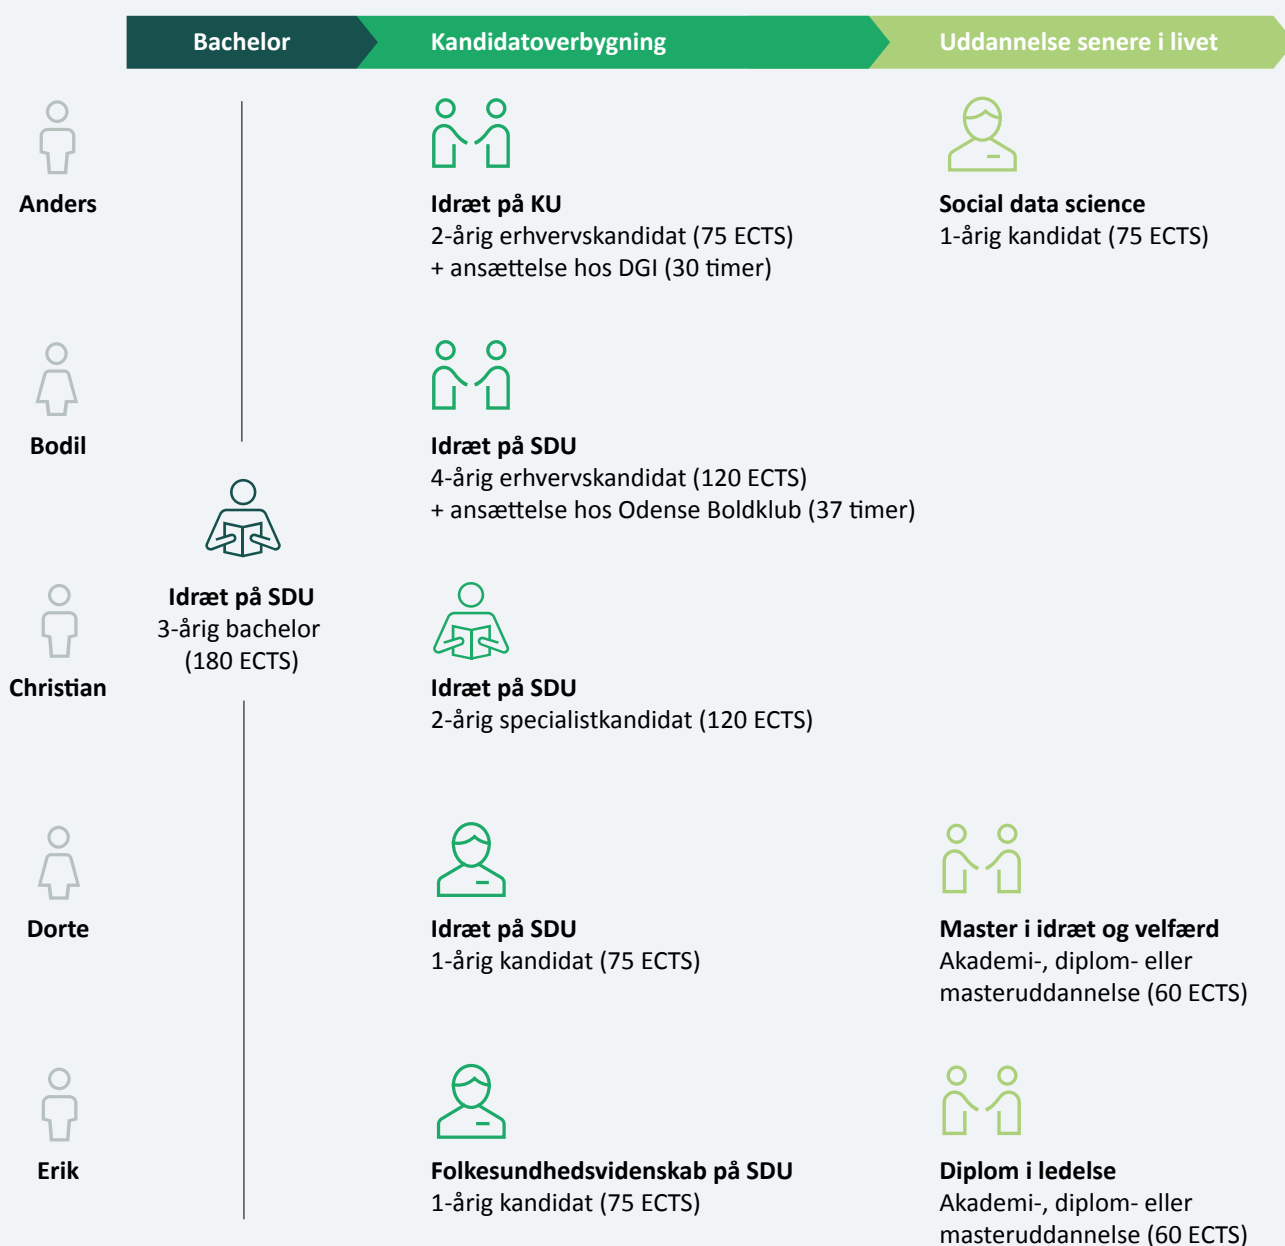 Bachelor
Kandidatoverbygning
Uddannelse senere i livet
Anders
Idræt på KU
2-årig erhvervskandidat (75 ECTS)
+ ansættelse hos DGI (30 timer)
Social data science
1-årig kandidat (75 ECTS)
Bodil
Idræt på SDU
4-årig erhvervskandidat (120 ECTS)
+ ansættelse hos Odense Boldklub (37 timer)
Idræt på SDU
3-årig bachelor
(180 ECTS)
Christian
Idræt på SDU
2-årig specialistkandidat (120 ECTS)
Dorte
Idræt på SDU
1-årig kandidat (75 ECTS)
Master i idræt og velfærd
Akademi-, diplom- eller
masteruddannelse (60 ECTS)
Erik
Folkesundhedsvidenskab på SDU
1-årig kandidat (75 ECTS)
Diplom i ledelse
Akademi-, diplom- eller
masteruddannelse (60 ECTS)